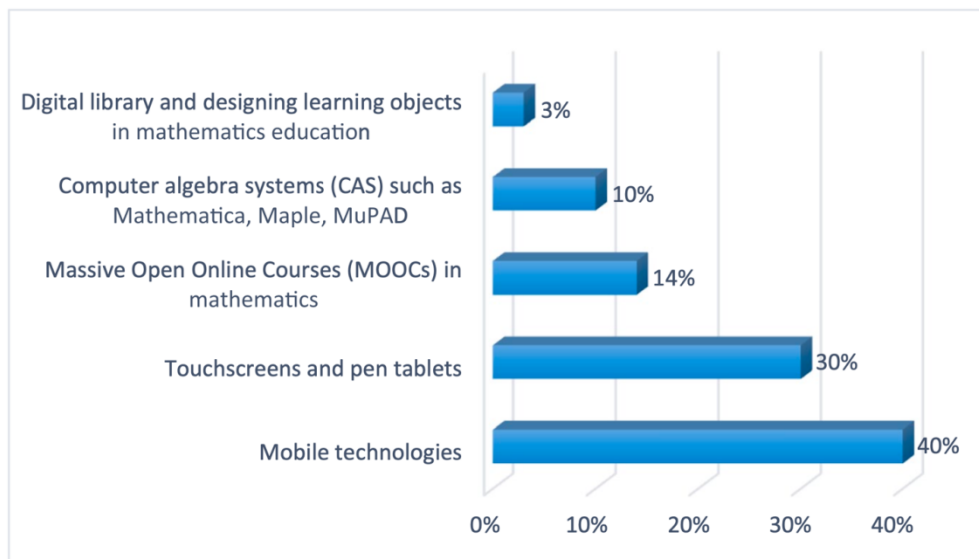 Digital library and designing learning objects
in mathematics education
3%
Computer algebra systems (CAS) such as
Mathematica, Maple, MuPAD
10%
Massive Open Online Courses (MOOCs) in
mathematics
14%
Touchscreens and pen tablets
30%
Mobile technologies
40%
0% 10% 20% 30% 40%